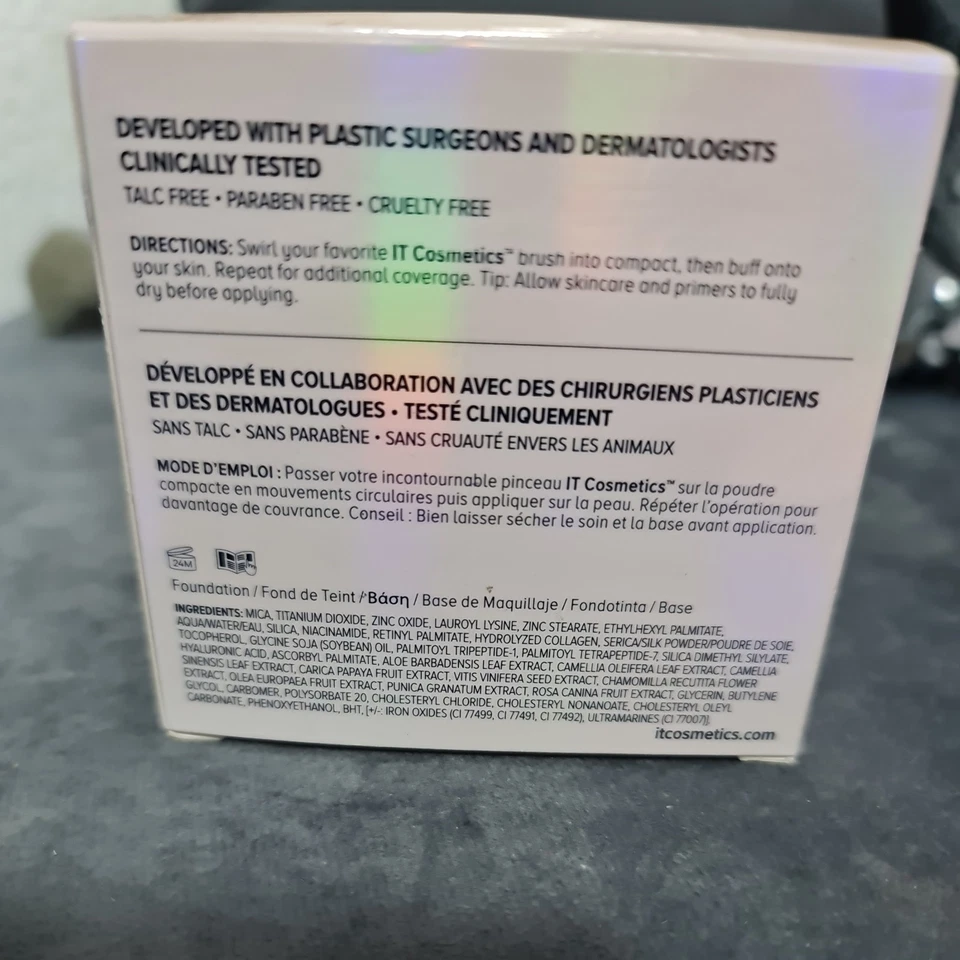 DEVELOPED WITH PLASTIC SURGEONS AND DERMATOLOGISTS
CLINICALLY TESTED
TALC FREE • PARABEN FREE • CRUELTY FREE
DIRECTIONS: Swirl your favorite IT Cosmetics™ brush into compact, then buff onto
your skin. Repeat for additional coverage. Tip: Allow skincare and primers to fully
dry before applying.
DÉVELOPPÉ EN COLLABORATION AVEC DES CHIRURGIENS PLASTICIENS
ET DES DERMATOLOGUES • TESTÉ CLINIQUEMENT
SANS TALC • SANS PARABÈNE • SANS CRUAUTÉ ENVERS LES ANIMAUX
MODE D'EMPLOI : Passer votre incontournable pinceau IT Cosmetics™ sur la poudre
compacte en mouvements circulaires puis appliquer sur la peau. Répéter l'opération pour
davantage de couvrance. Conseil : Bien laisser sécher le soin et la base avant application.
24M
Foundation / Fond de Teint / Βάση / Base de Maquillaje / Fondotinta / Base
INGREDIENTS: MICA, TITANIUM DIOXIDE, ZINC OXIDE, LAUROYL LYSINE, ZINC STEARATE, ETHYLHEXYL PALMITATE,
AQUA/WATER/EAU, SILICA, NIACINAMIDE, RETINYL PALMITATE, HYDROLYZED COLLAGEN, SERICA/SILK POWDER/POUDRE DE SOIE,
TOCOPHEROL, GLYCINE SOJA (SOYBEAN) OIL, PALMITOYL TRIPEPTIDE-1, PALMITOYL TETRAPEPTIDE-7, SILICA DIMETHYL SILYLATE,
HYALURONIC ACID, ASCORBYL PALMITATE, ALOE BARBADENSIS LEAF EXTRACT, CAMELLIA OLEIFERA LEAF EXTRACT, CAMELLIA
SINENSIS LEAF EXTRACT, CARICA PAPAYA FRUIT EXTRACT, VITIS VINIFERA SEED EXTRACT, CHAMOMILLA RECUTITA FLOWER
EXTRACT, OLEA EUROPAEA FRUIT EXTRACT, PUNICA GRANATUM EXTRACT, ROSA CANINA FRUIT EXTRACT, GLYCERIN, BUTYLENE
GLYCOL, CARBOMER, POLYSORBATE 20, CHOLESTERYL CHLORIDE, CHOLESTERYL NONANOATE, CHOLESTERYL OLEYL
CARBONATE, PHENOXYETHANOL, BHT, [+/-: IRON OXIDES (CI 77499, CI 77491, CI 77492), ULTRAMARINES (CI 77007)].
itcosmetics.com